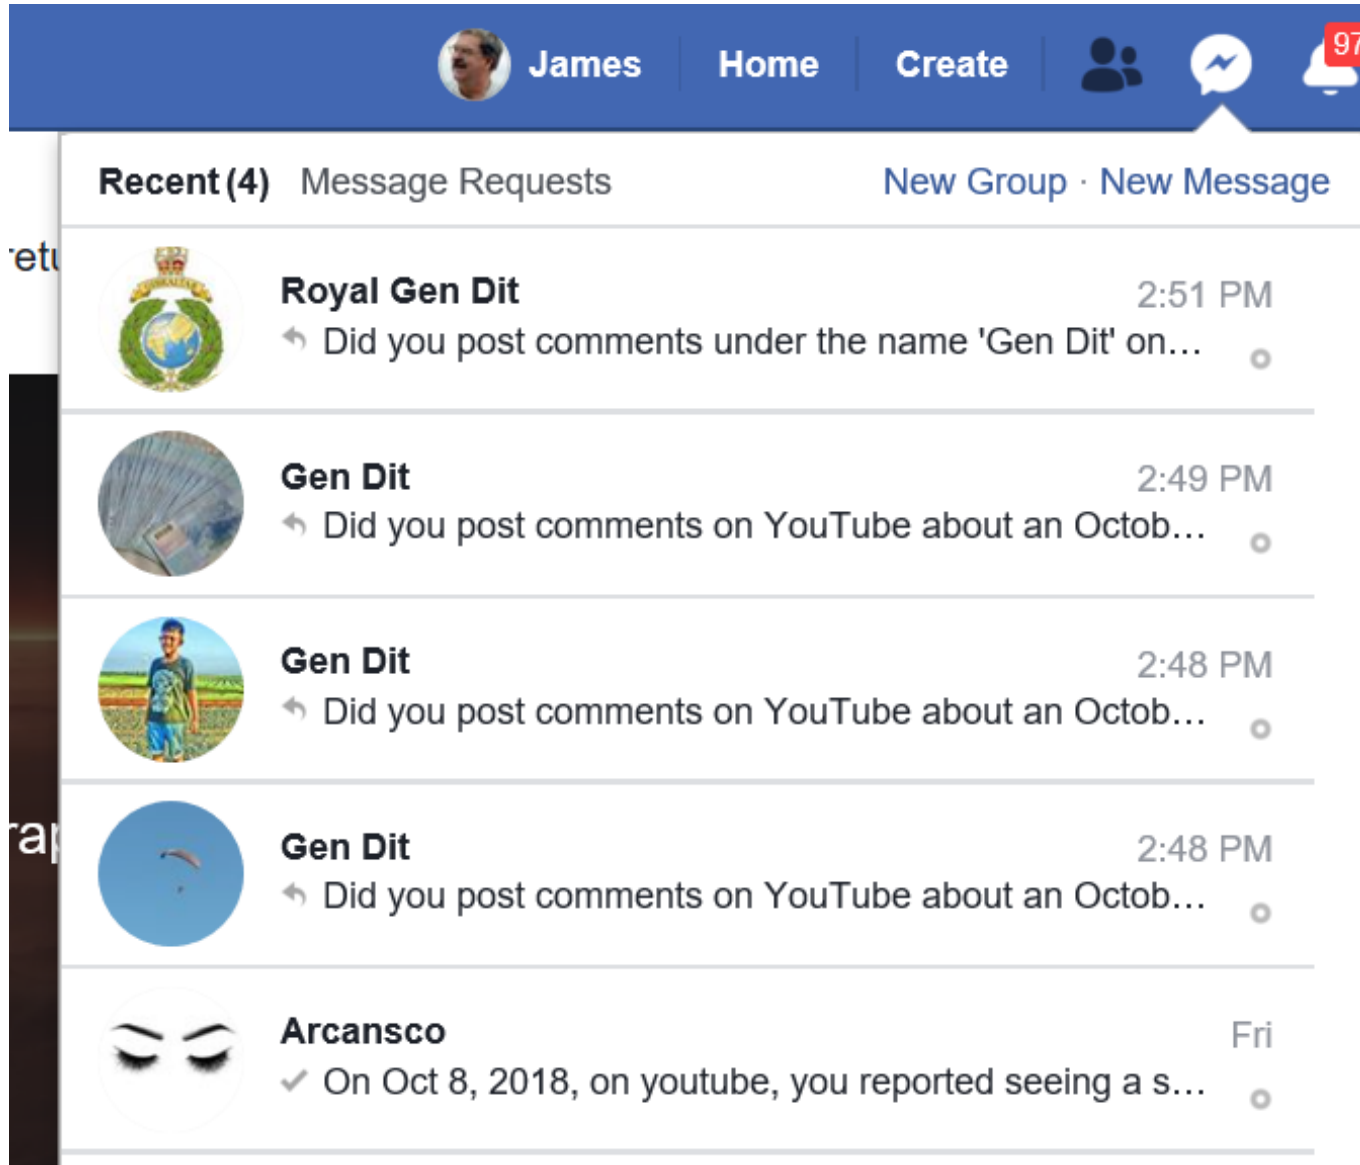 James Home Create 97
Recent (4) Message Requests New Group · New Message
Royal Gen Dit 2:51 PM
Did you post comments under the name 'Gen Dit' on...
Gen Dit 2:49 PM
Did you post comments on YouTube about an Octob...
Gen Dit 2:48 PM
Did you post comments on YouTube about an Octob...
Gen Dit 2:48 PM
Did you post comments on YouTube about an Octob...
Arcansco Fri
On Oct 8, 2018, on youtube, you reported seeing a s...